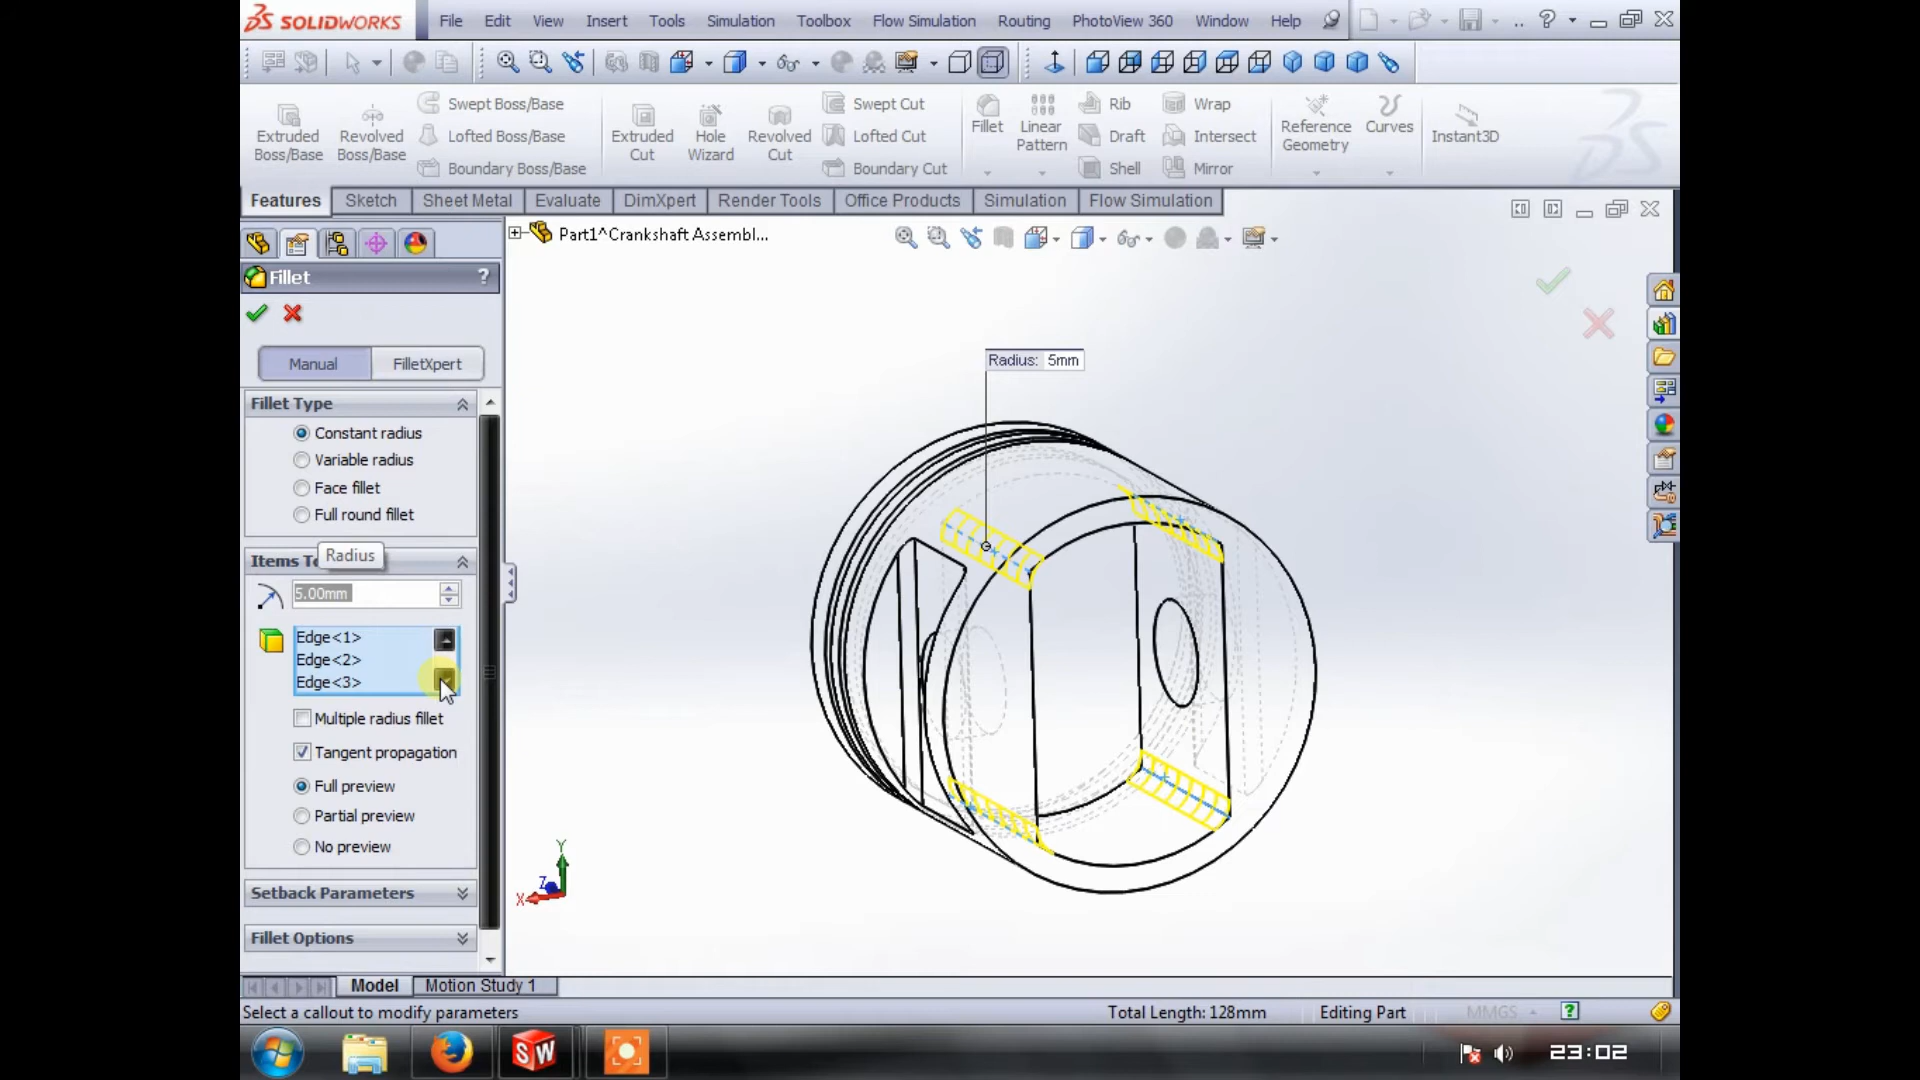 SOLIDWORKS File Edit View Insert Tools Simulation Toolbox Flow Simulation Routing PhotoView 360 Window Help
Extruded Boss/Base
Revolved Boss/Base
Swept Boss/Base
Lofted Boss/Base
Boundary Boss/Base
Extruded Cut
Hole Wizard
Revolved Cut
Swept Cut
Lofted Cut
Boundary Cut
Fillet
Linear Pattern
Rib
Draft
Shell
Wrap
Intersect
Mirror
Reference Geometry
Curves
Instant3D
Features Sketch Sheet Metal Evaluate DimXpert Render Tools Office Products Simulation Flow Simulation
Part1^Crankshaft Assembl...
Fillet ?
Manual FilletXpert
Fillet Type
Constant radius
Variable radius
Face fillet
Full round fillet
Radius
Items T
5.00mm
Edge<1>
Edge<2>
Edge<3>
Multiple radius fillet
Tangent propagation
Full preview
Partial preview
No preview
Setback Parameters
Fillet Options
Radius: 5mm
Y
Z
X
Model Motion Study 1
Select a callout to modify parameters Total Length: 128mm Editing Part MMGS ?
SW
23:02